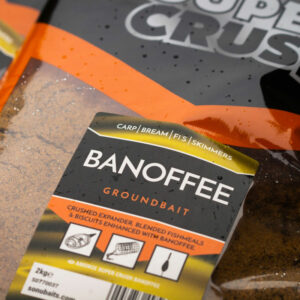 SUPER
CRUSH
CARP/BREAM/F1'S/SKIMMERS
BANOFFEE
GROUNDBAIT
CRUSHED EXPANDER, BLENDED FISHMEALS
& BISCUITS ENHANCED WITH BANOFFEE.
2kg e
sonubaits.com